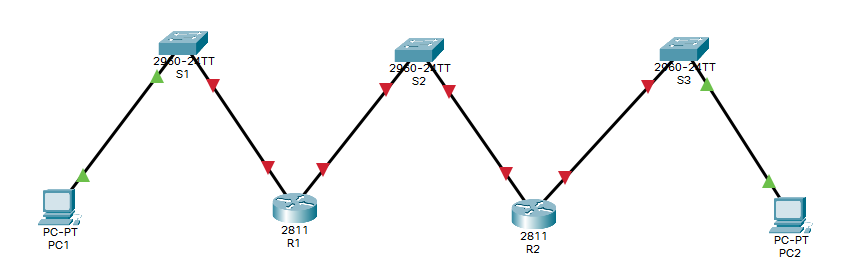 2960-24TT
S1
2960-24TT
S2
2960-24TT
S3
PC-PT
PC1
2811
R1
2811
R2
PC-PT
PC2